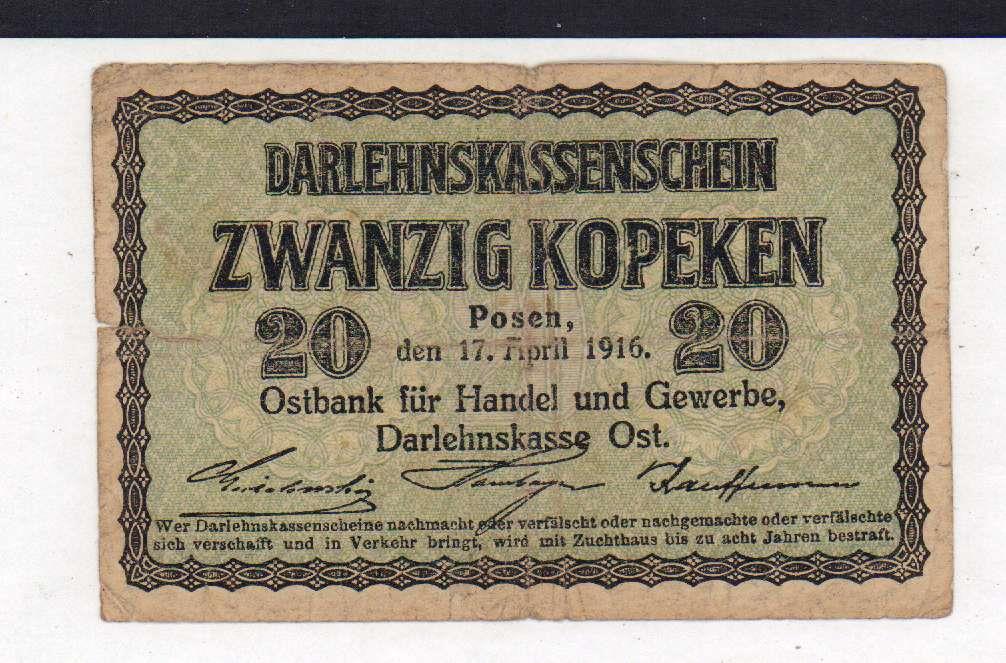 DARLEHNSKASSENSCHEIN
ZWANZIG KOPEKEN
20 Posen, 20
den 17. April 1916.
Ostbank für Handel und Gewerbe,
Darlehnskasse Ost.
Kauffmann
Wer Darlehnskassenscheine nachmacht oder verfälscht oder nachgemachte oder verfälschte
sich verschafft und in Verkehr bringt, wird mit Zuchthaus bis zu acht Jahren bestraft.